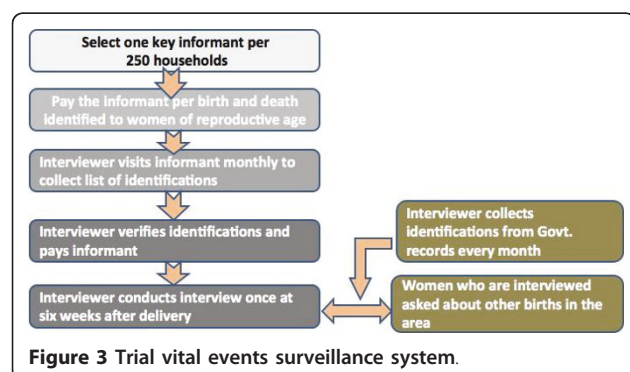 Select one key informant per
250 households
Pay the informant per birth and death
identified to women of reproductive age
Interviewer visits informant monthly to
collect list of identifications
Interviewer verifies identifications and
pays informant
Interviewer conducts interview once at
six weeks after delivery
Interviewer collects
identifications from Govt.
records every month
Women who are interviewed
asked about other births in the
area
Figure 3 Trial vital events surveillance system.